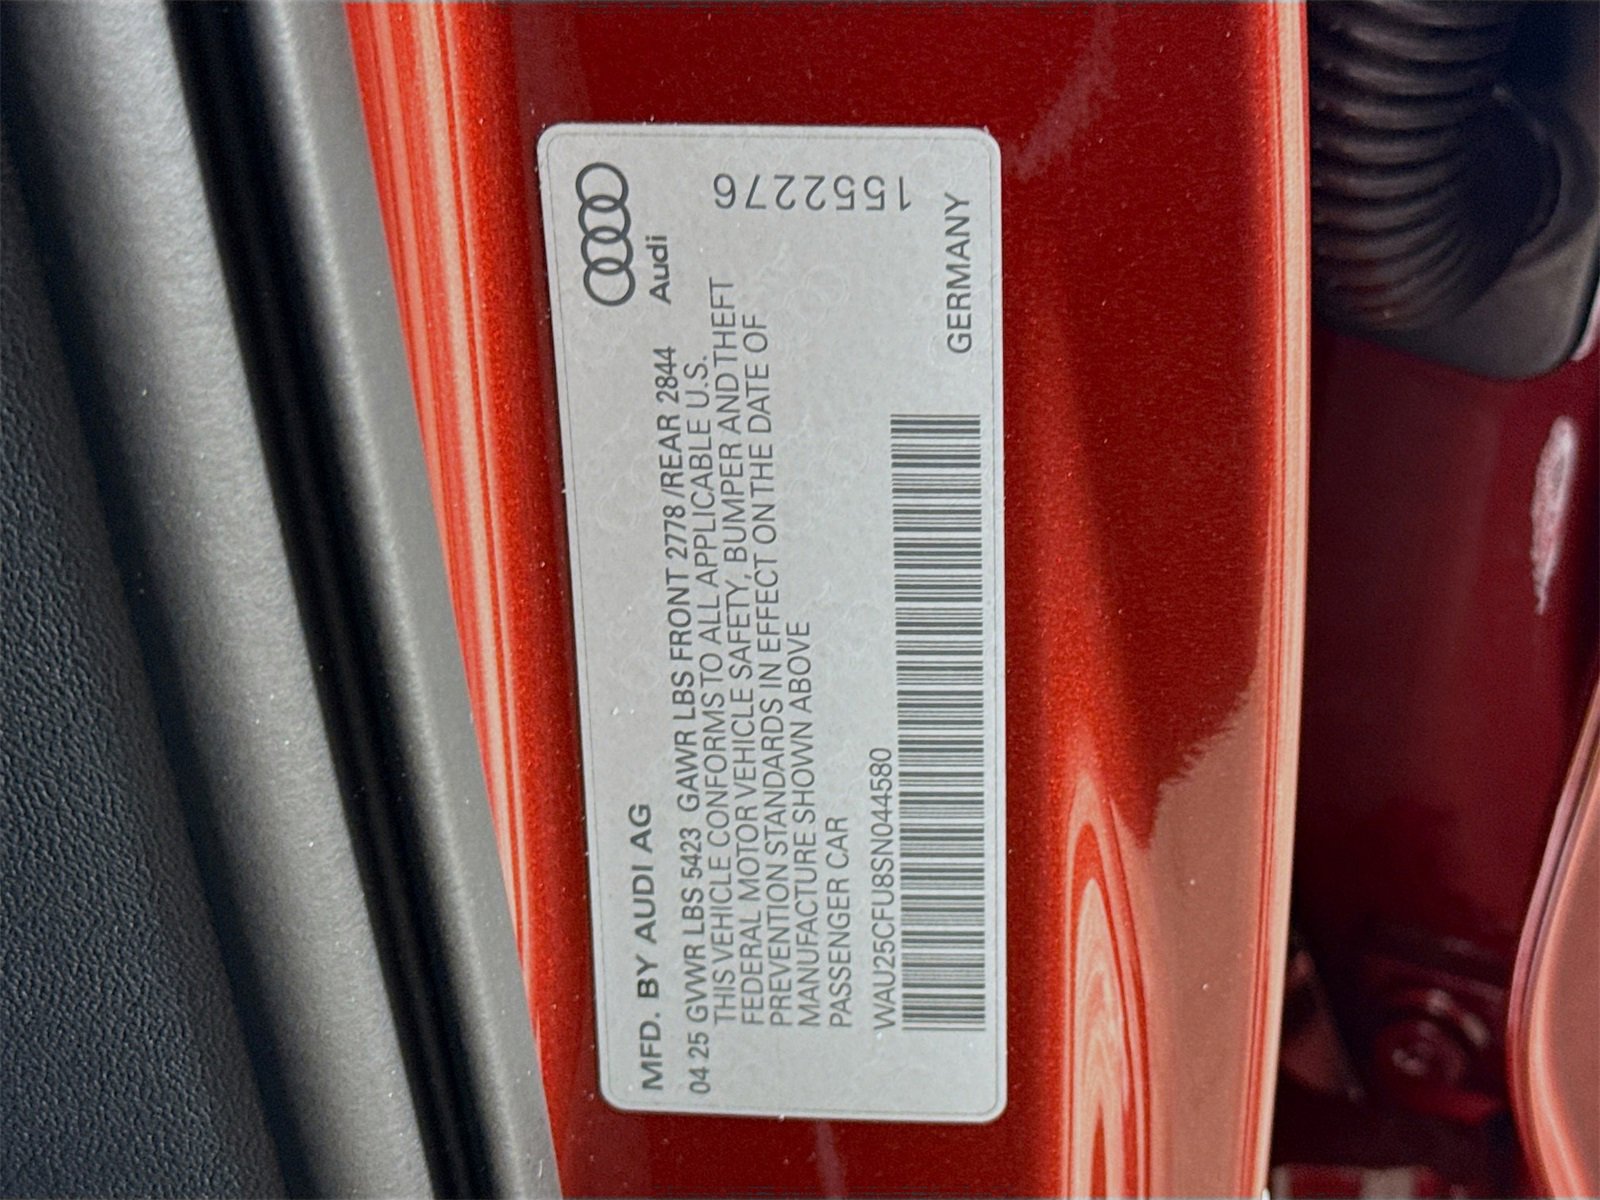 MFD. BY AUDI AG
Audi
04 25 GVWR LBS 5423 GAWR LBS FRONT 2778 /REAR 2844
THIS VEHICLE CONFORMS TO ALL APPLICABLE U.S.
FEDERAL MOTOR VEHICLE SAFETY, BUMPER AND THEFT
PREVENTION STANDARDS IN EFFECT ON THE DATE OF
MANUFACTURE SHOWN ABOVE
PASSENGER CAR
WAU25CFU8SN044580
GERMANY
155276